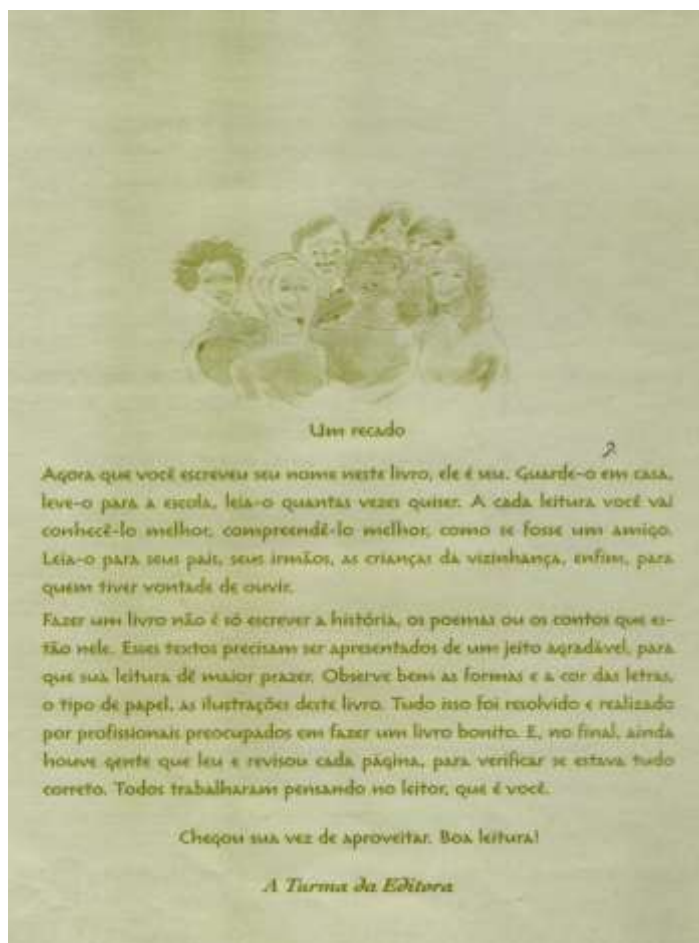 Um recado
Agora que você escreveu seu nome neste livro, ele é seu. Guarde-o em casa,
leve-o para a escola, leia-o quantas vezes quiser. A cada leitura você vai
conhecê-lo melhor, compreendê-lo melhor, como se fosse um amigo.
Leia-o para seus pais, seus irmãos, as crianças da vizinhança, enfim, para
quem tiver vontade de ouvir.
Fazer um livro não é só escrever a história, os poemas ou os contos que es-
tão nele. Esses textos precisam ser apresentados de um jeito agradável, para
que sua leitura dê maior prazer. Observe bem as formas e a cor das letras,
o tipo de papel, as ilustrações deste livro. Tudo isso foi resolvido e realizado
por profissionais preocupados em fazer um livro bonito. E, no final, ainda
houve gente que leu e revisou cada página, para verificar se estava tudo
correto. Todos trabalharam pensando no leitor, que é você.
Chegou sua vez de aproveitar. Boa leitura!
A Turma da Editora